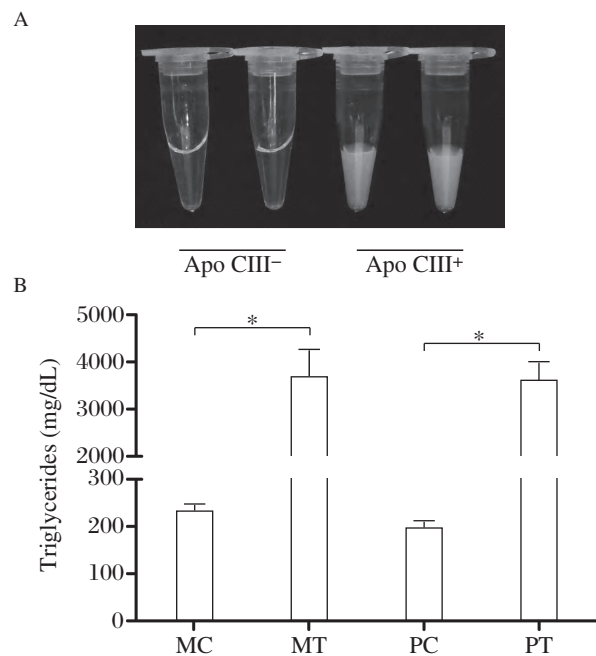 A
Apo CIII⁻ Apo CIII⁺
B
Triglycerides (mg/dL)
5000
4000
3000
2000
300
200
100
0
*
*
MC MT PC PT